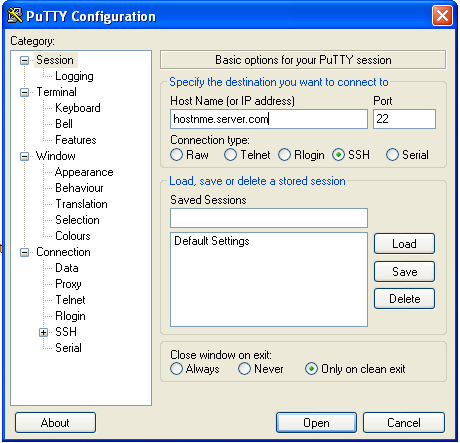 PuTTY Configuration
Category:
Session
Logging
Terminal
Keyboard
Bell
Features
Window
Appearance
Behaviour
Translation
Selection
Colours
Connection
Data
Proxy
Telnet
Rlogin
SSH
Serial
Basic options for your PuTTY session
Specify the destination you want to connect to
Host Name (or IP address) Port
hostnme.server.com 22
Connection type:
Raw Telnet Rlogin SSH Serial
Load, save or delete a stored session
Saved Sessions
Default Settings
Load
Save
Delete
Close window on exit:
Always Never Only on clean exit
About Open Cancel